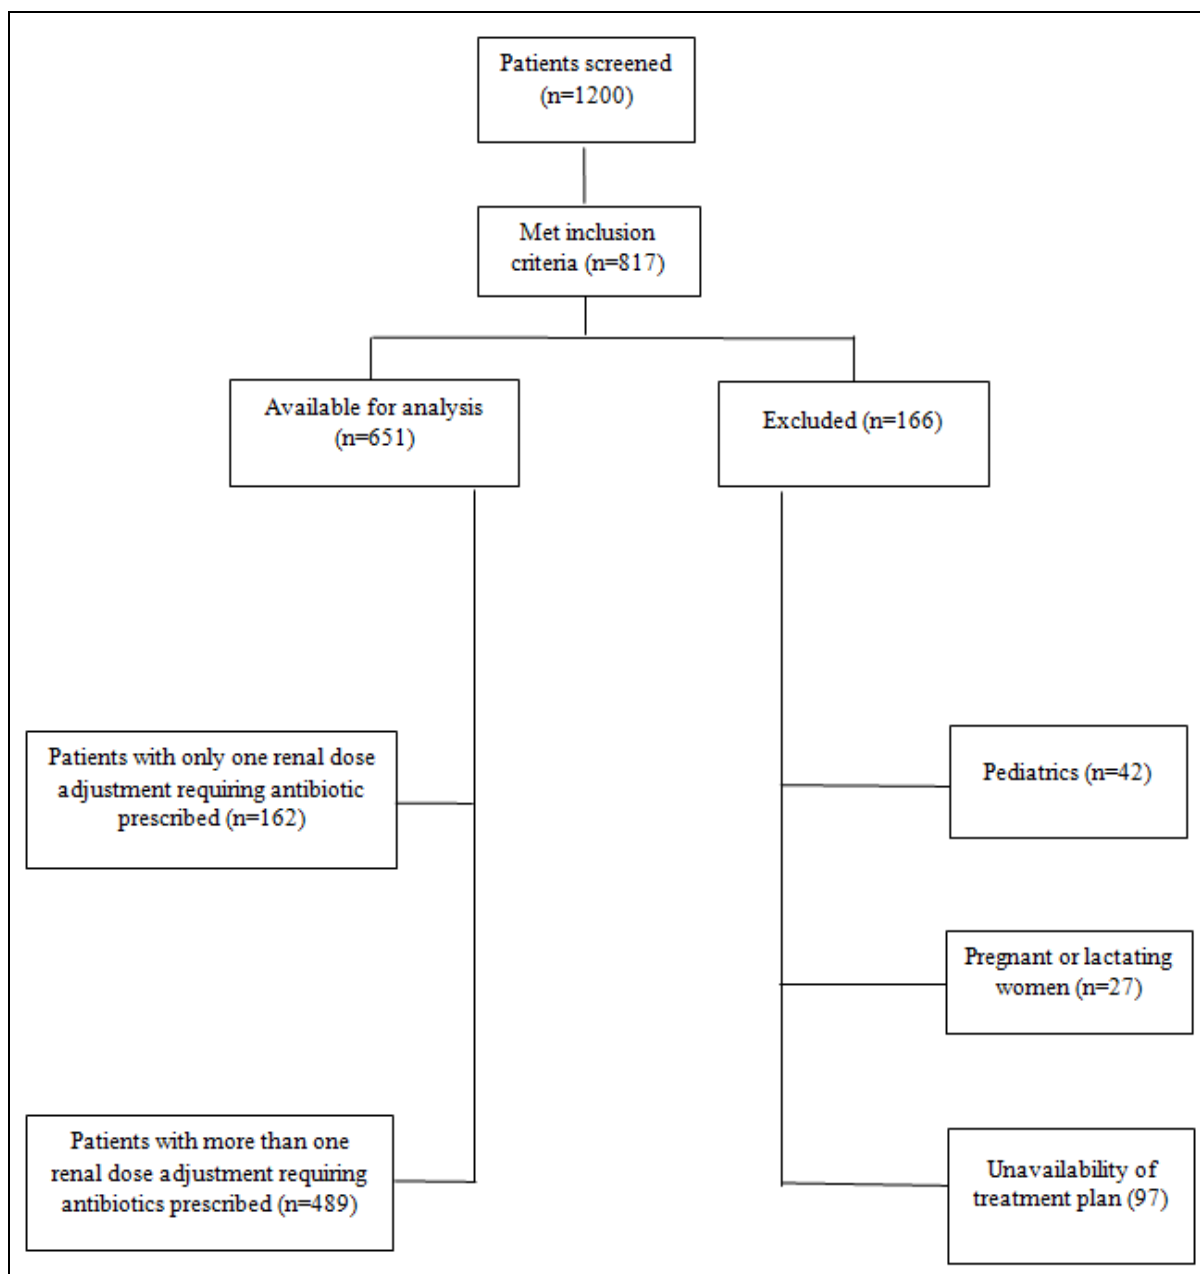 Patients screened
(n=1200)
Met inclusion
criteria (n=817)
Available for analysis
(n=651)
Excluded (n=166)
Patients with only one renal dose
adjustment requiring antibiotic
prescribed (n=162)
Pediatrics (n=42)
Pregnant or lactating
women (n=27)
Patients with more than one
renal dose adjustment requiring
antibiotics prescribed (n=489)
Unavailability of
treatment plan (97)